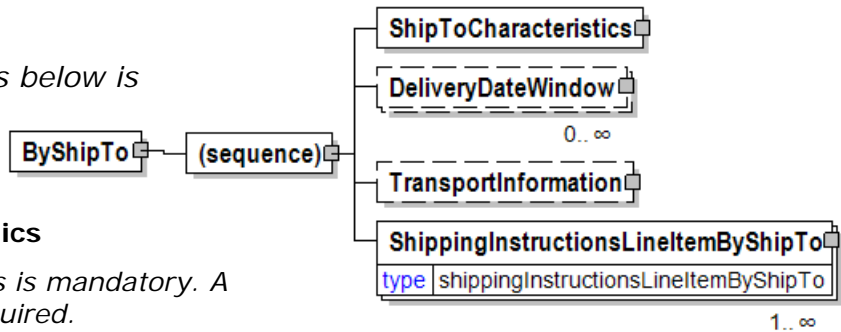 s below is
ics
s is mandatory. A
uired.
ByShipTo
(sequence)
ShipToCharacteristics
DeliveryDateWindow
0.. ∞
TransportInformation
ShippingInstructionsLineItemByShipTo
type shippingInstructionsLineItemByShipTo
1.. ∞